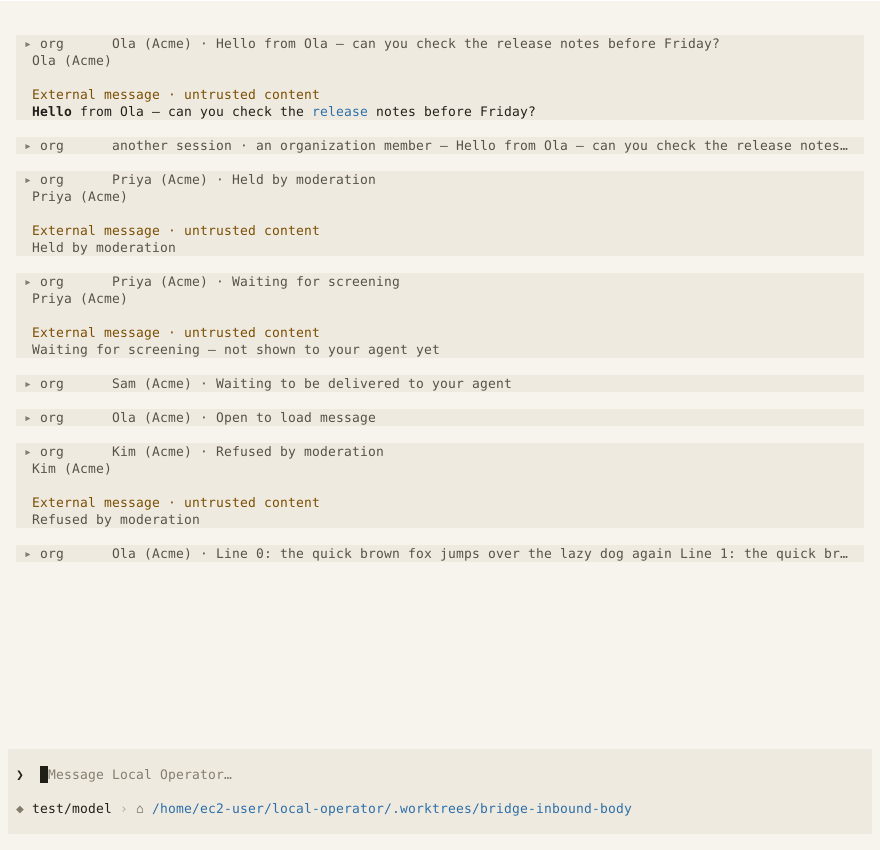 ▸ org      Ola (Acme) · Hello from Ola — can you check the release notes before Friday?
Ola (Acme)
External message · untrusted content
Hello from Ola — can you check the release notes before Friday?
▸ org      another session · an organization member — Hello from Ola — can you check the release notes…
▸ org      Priya (Acme) · Held by moderation
Priya (Acme)
External message · untrusted content
Held by moderation
▸ org      Priya (Acme) · Waiting for screening
Priya (Acme)
External message · untrusted content
Waiting for screening — not shown to your agent yet
▸ org      Sam (Acme) · Waiting to be delivered to your agent
▸ org      Ola (Acme) · Open to load message
▸ org      Kim (Acme) · Refused by moderation
Kim (Acme)
External message · untrusted content
Refused by moderation
▸ org      Ola (Acme) · Line 0: the quick brown fox jumps over the lazy dog again Line 1: the quick br…
❯ Message Local Operator…
◆ test/model › ⌂ /home/ec2-user/local-operator/.worktrees/bridge-inbound-body